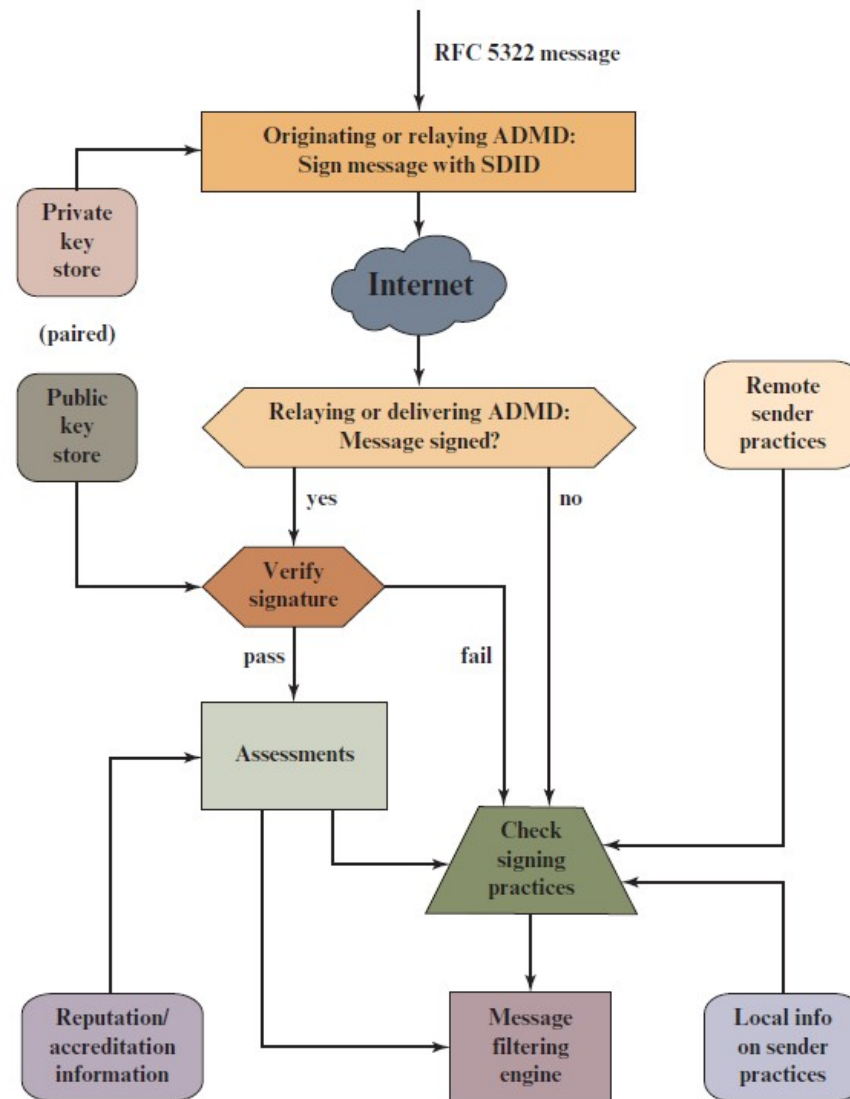 RFC 5322 message
Originating or relaying ADMD:
Sign message with SDID
Private
key
store
Internet
(paired)
Public
key
store
Relaying or delivering ADMD:
Message signed?
Remote
sender
practices
yes
no
Verify
signature
pass
fail
Assessments
Check
signing
practices
Reputation/
accreditation
information
Message
filtering
engine
Local info
on sender
practices